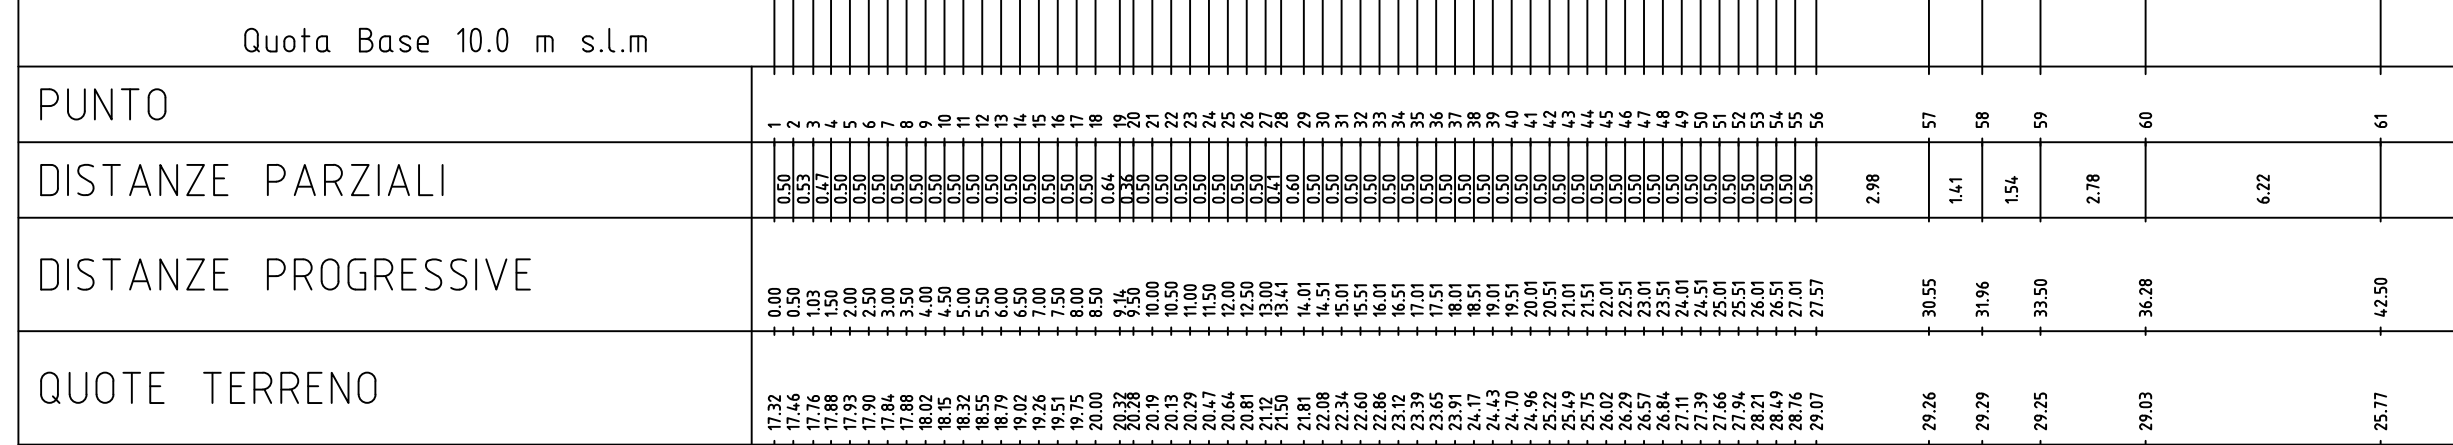 Quota Base 10.0 m s.l.m
PUNTO 1 2 3 4 5 6 7 8 9 10 11 12 13 14 15 16 17 18 19 20 21 22 23 24 25 26 27 28 29 30 31 32 33 34 35 36 37 38 39 40 41 42 43 44 45 46 47 48 49 50 51 52 53 54 55 56 57 58 59 60 61
DISTANZE PARZIALI 0.50 0.53 0.47 0.50 0.50 0.50 0.50 0.50 0.50 0.50 0.50 0.50 0.50 0.50 0.50 0.50 0.50 0.64 0.36 0.50 0.50 0.50 0.50 0.50 0.50 0.50 0.41 0.60 0.50 0.50 0.50 0.50 0.50 0.50 0.50 0.50 0.50 0.50 0.50 0.50 0.50 0.50 0.50 0.50 0.50 0.50 0.50 0.50 0.50 0.50 0.50 0.50 0.50 0.50 0.56 2.98 1.41 1.54 2.78 6.22
DISTANZE PROGRESSIVE 0.00 0.50 1.03 1.50 2.00 2.50 3.00 3.50 4.00 4.50 5.00 5.50 6.00 6.50 7.00 7.50 8.00 8.50 9.14 9.50 10.00 10.50 11.00 11.50 12.00 12.50 13.00 13.41 14.01 14.51 15.01 15.51 16.01 16.51 17.01 17.51 18.01 18.51 19.01 19.51 20.01 20.51 21.01 21.51 22.01 22.51 23.01 23.51 24.01 24.51 25.01 25.51 26.01 26.51 27.01 27.57 30.55 31.96 33.50 36.28 42.50
QUOTE TERRENO 17.32 17.46 17.76 17.88 17.93 17.90 17.84 17.88 18.02 18.15 18.32 18.55 18.79 19.02 19.26 19.51 19.75 20.00 20.32 20.28 20.19 20.13 20.29 20.47 20.64 20.81 21.12 21.50 21.81 22.08 22.34 22.60 22.86 23.12 23.39 23.65 23.91 24.17 24.43 24.70 24.96 25.22 25.49 25.75 26.02 26.29 26.57 26.84 27.11 27.39 27.66 27.94 28.21 28.49 28.76 29.07 29.26 29.29 29.25 29.03 25.77